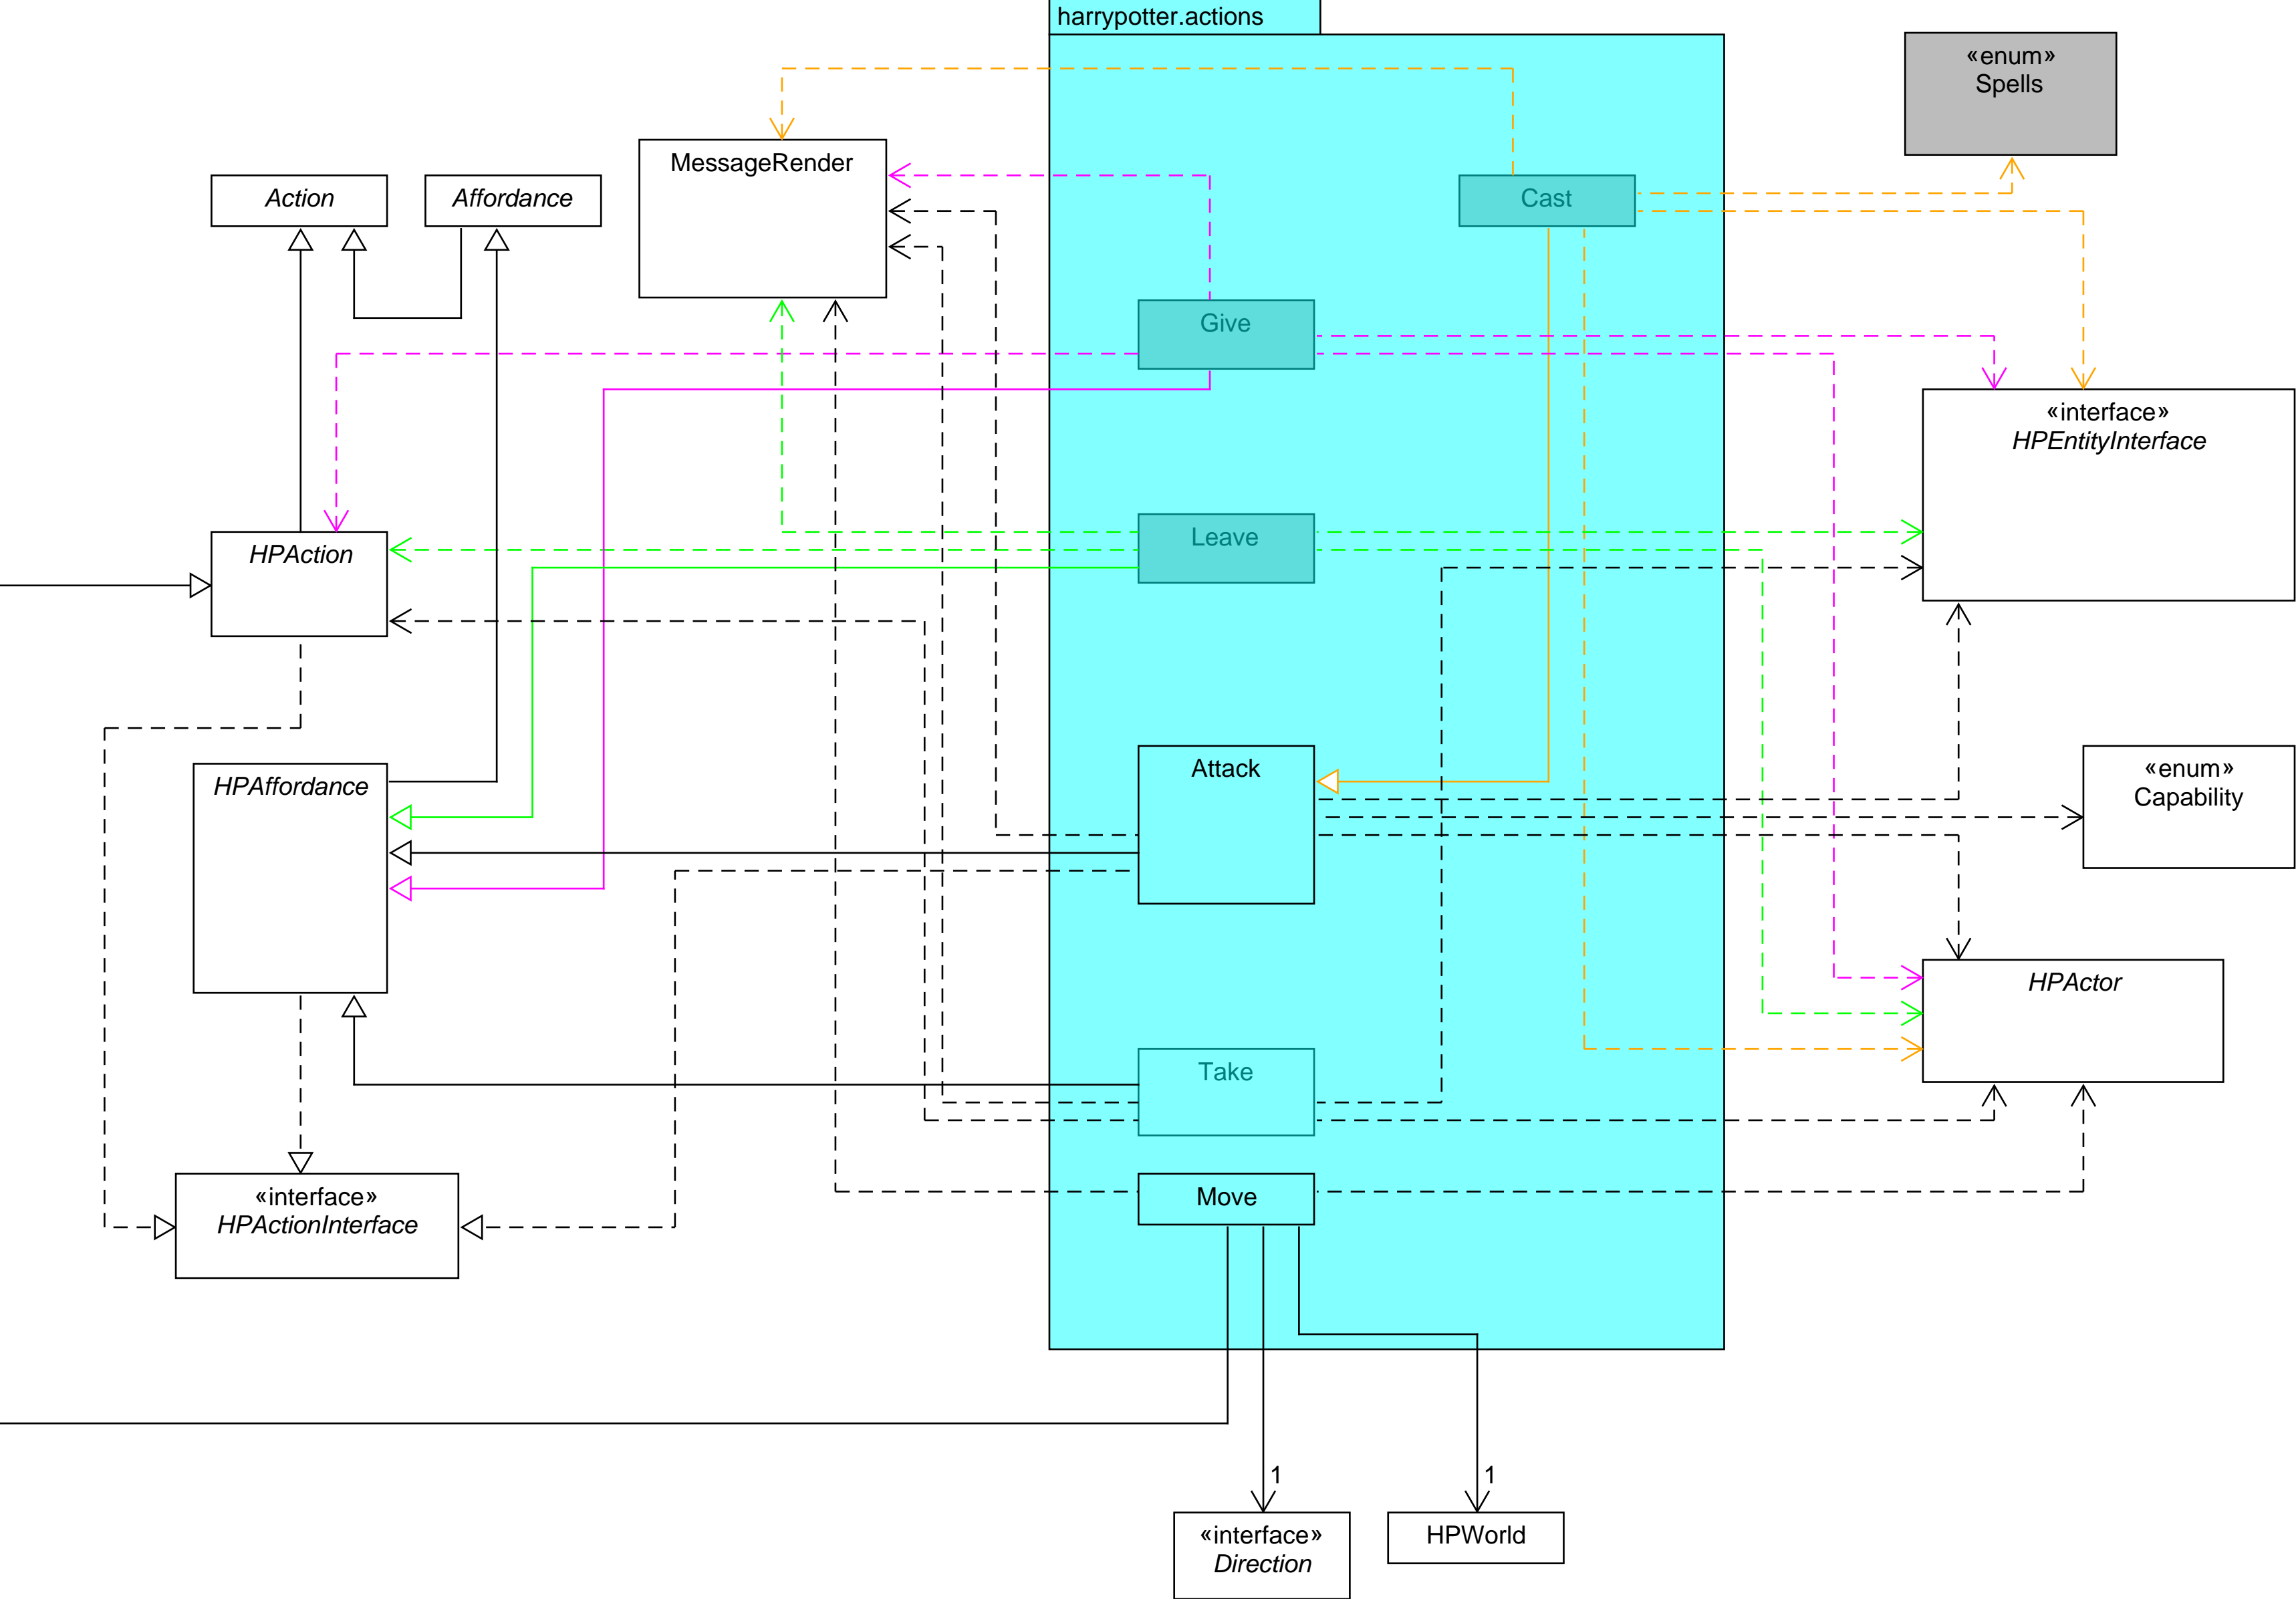 harrypotter.actions
«enum»
Spells
MessageRender
Action
Affordance
Cast
Give
«interface»
HPEntityInterface
Leave
HPAction
Attack
«enum»
Capability
HPAffordance
HPActor
Take
«interface»
HPActionInterface
Move
1
1
«interface»
Direction
HPWorld